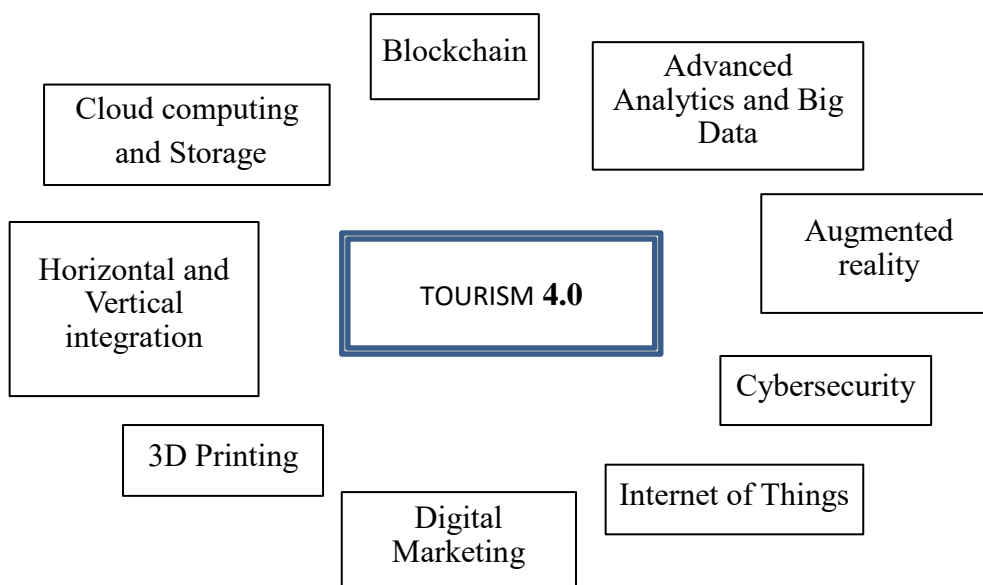 Blockchain
Advanced
Analytics and Big
Data
Cloud computing
and Storage
Augmented
reality
Horizontal and
Vertical
integration
TOURISM 4.0
Cybersecurity
3D Printing
Internet of Things
Digital
Marketing